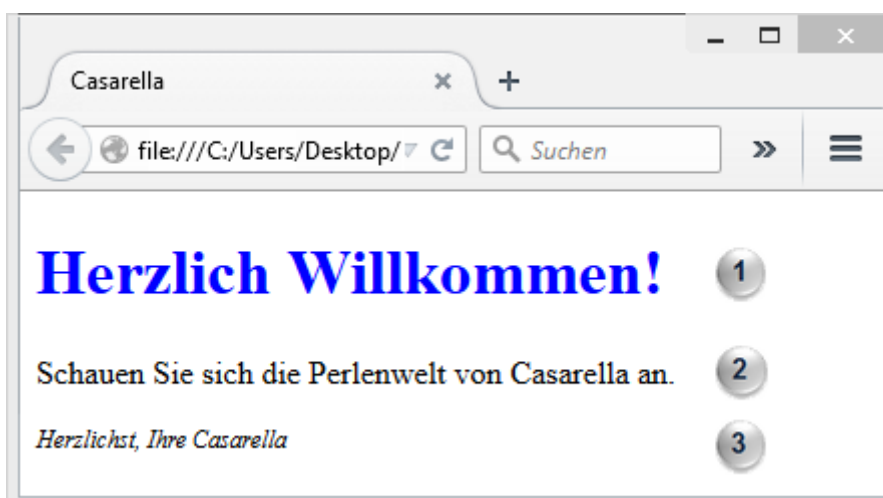 Casarella
file:///C:/Users/Desktop/
Suchen
Herzlich Willkommen! 1
Schauen Sie sich die Perlenwelt von Casarella an. 2
Herzlichst, Ihre Casarella 3